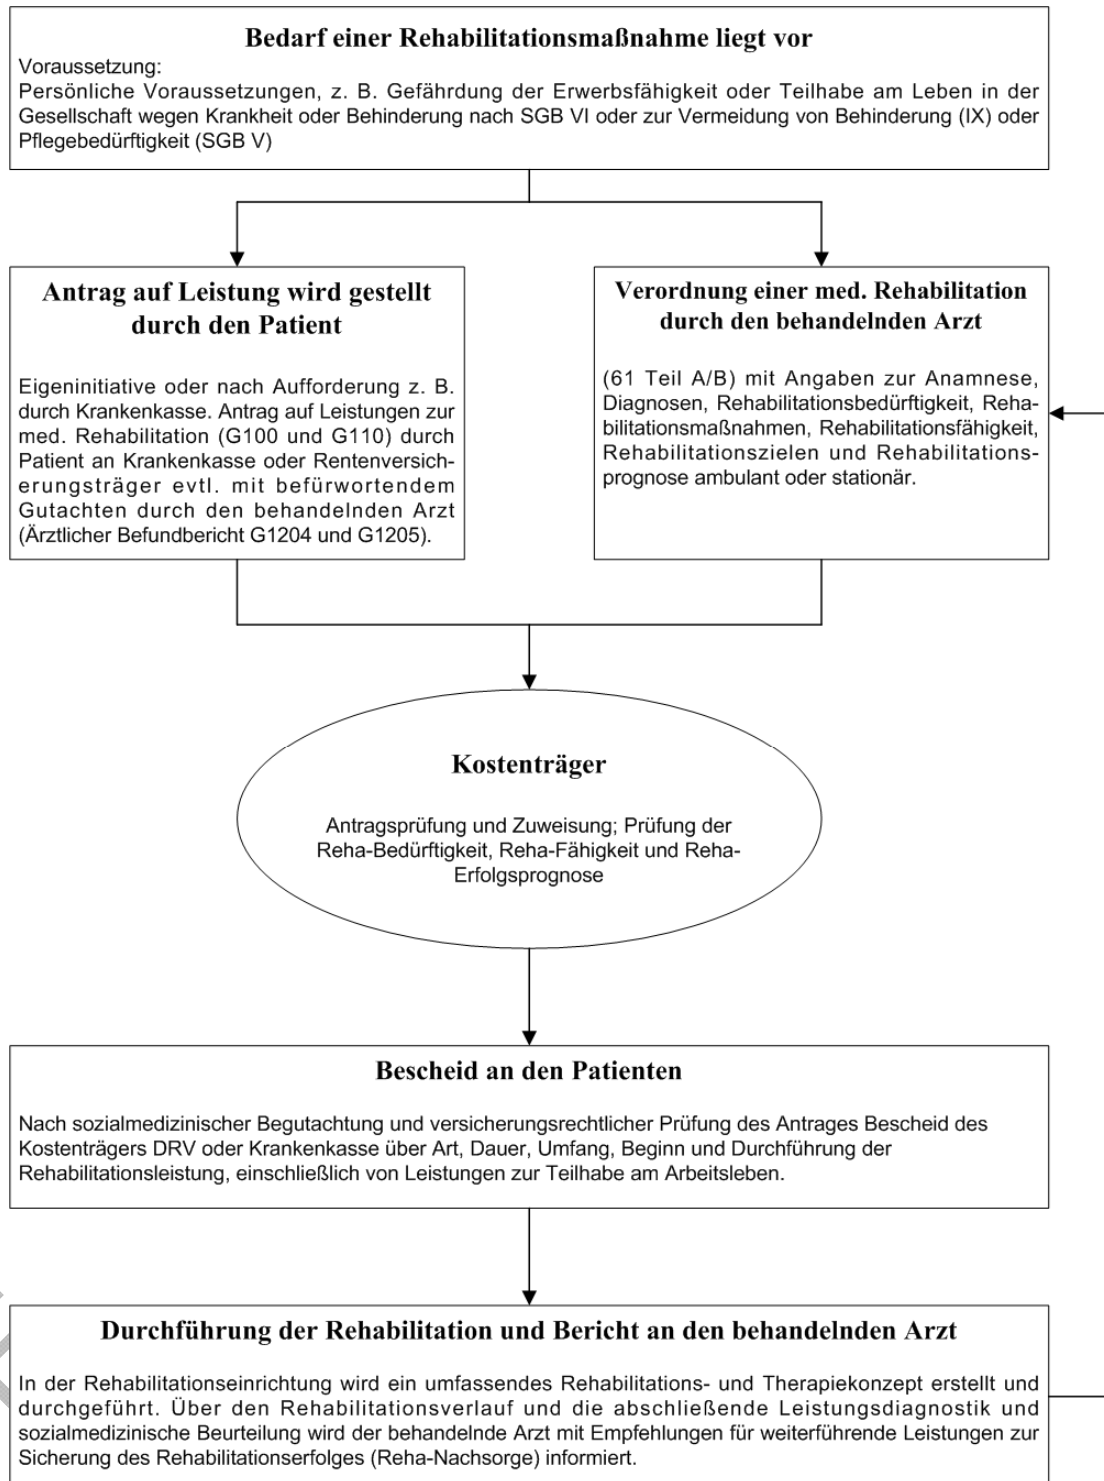 Bedarf einer Rehabilitationsmaßnahme liegt vor
Voraussetzung:
Persönliche Voraussetzungen, z. B. Gefährdung der Erwerbsfähigkeit oder Teilhabe am Leben in der
Gesellschaft wegen Krankheit oder Behinderung nach SGB VI oder zur Vermeidung von Behinderung (IX) oder
Pflegebedürftigkeit (SGB V)
Antrag auf Leistung wird gestellt
durch den Patient
Eigeninitiative oder nach Aufforderung z. B.
durch Krankenkasse. Antrag auf Leistungen zur
med. Rehabilitation (G100 und G110) durch
Patient an Krankenkasse oder Rentenversich-
erungsträger evtl. mit befürwortendem
Gutachten durch den behandelnden Arzt
(Ärztlicher Befundbericht G1204 und G1205).
Verordnung einer med. Rehabilitation
durch den behandelnden Arzt
(61 Teil A/B) mit Angaben zur Anamnese,
Diagnosen, Rehabilitationsbedürftigkeit, Reha-
bilitationsmaßnahmen, Rehabilitationsfähigkeit,
Rehabilitationszielen und Rehabilitations-
prognose ambulant oder stationär.
Kostenträger
Antragsprüfung und Zuweisung; Prüfung der
Reha-Bedürftigkeit, Reha-Fähigkeit und Reha-
Erfolgsprognose
Bescheid an den Patienten
Nach sozialmedizinischer Begutachtung und versicherungsrechtlicher Prüfung des Antrages Bescheid des
Kostenträgers DRV oder Krankenkasse über Art, Dauer, Umfang, Beginn und Durchführung der
Rehabilitationsleistung, einschließlich von Leistungen zur Teilhabe am Arbeitsleben.
Durchführung der Rehabilitation und Bericht an den behandelnden Arzt
In der Rehabilitationseinrichtung wird ein umfassendes Rehabilitations- und Therapiekonzept erstellt und
durchgeführt. Über den Rehabilitationsverlauf und die abschließende Leistungsdiagnostik und
sozialmedizinische Beurteilung wird der behandelnde Arzt mit Empfehlungen für weiterführende Leistungen zur
Sicherung des Rehabilitationserfolges (Reha-Nachsorge) informiert.